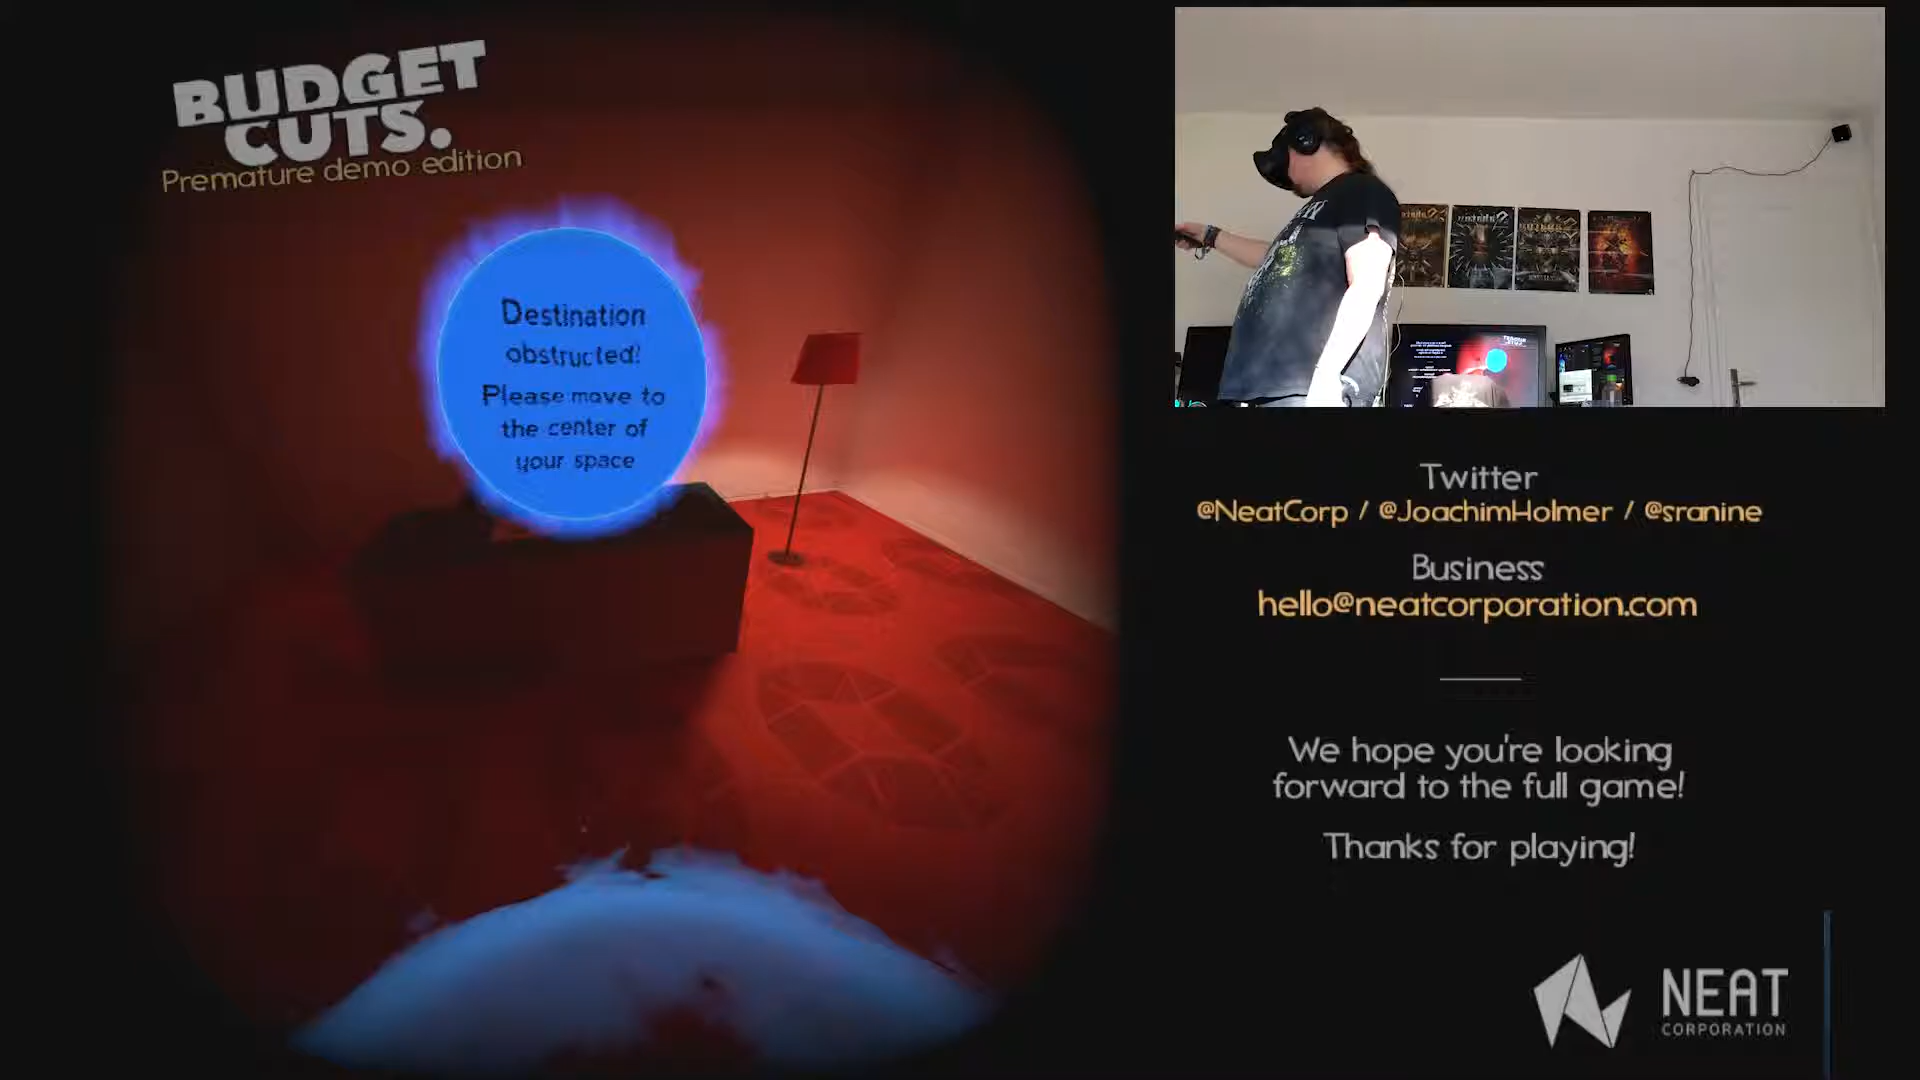 BUDGET
CUTS.
Premature demo edition
Destination
obstructed!
Please move to
the center of
your space
Twitter
@NeatCorp / @JoachimHolmer / @sranine
Business
hello@neatcorporation.com
We hope you're looking
forward to the full game!
Thanks for playing!
NEAT
CORPORATION